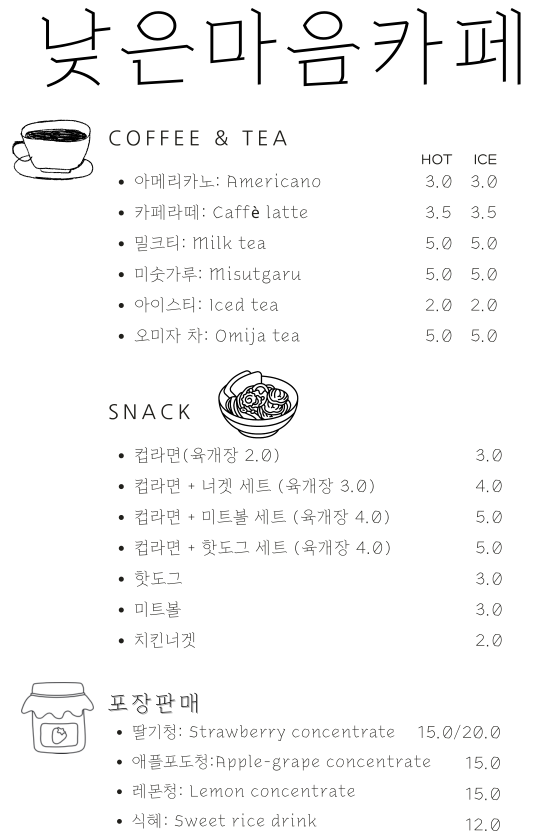 낮은마음카페
COFFEE & TEA
HOT ICE
아메리카노: Americano 3.0 3.0
카페라떼: Caffè latte 3.5 3.5
밀크티: Milk tea 5.0 5.0
미숫가루: Misutgaru 5.0 5.0
아이스티: Iced tea 2.0 2.0
오미자 차: Omija tea 5.0 5.0
SNACK
컵라면(육개장 2.0) 3.0
컵라면 + 너겟 세트 (육개장 3.0) 4.0
컵라면 + 미트볼 세트 (육개장 4.0) 5.0
컵라면 + 핫도그 세트 (육개장 4.0) 5.0
핫도그 3.0
미트볼 3.0
치킨너겟 2.0
포장판매
딸기청: Strawberry concentrate 15.0/20.0
애플포도청:Apple-grape concentrate 15.0
레몬청: Lemon concentrate 15.0
식혜: Sweet rice drink 12.0